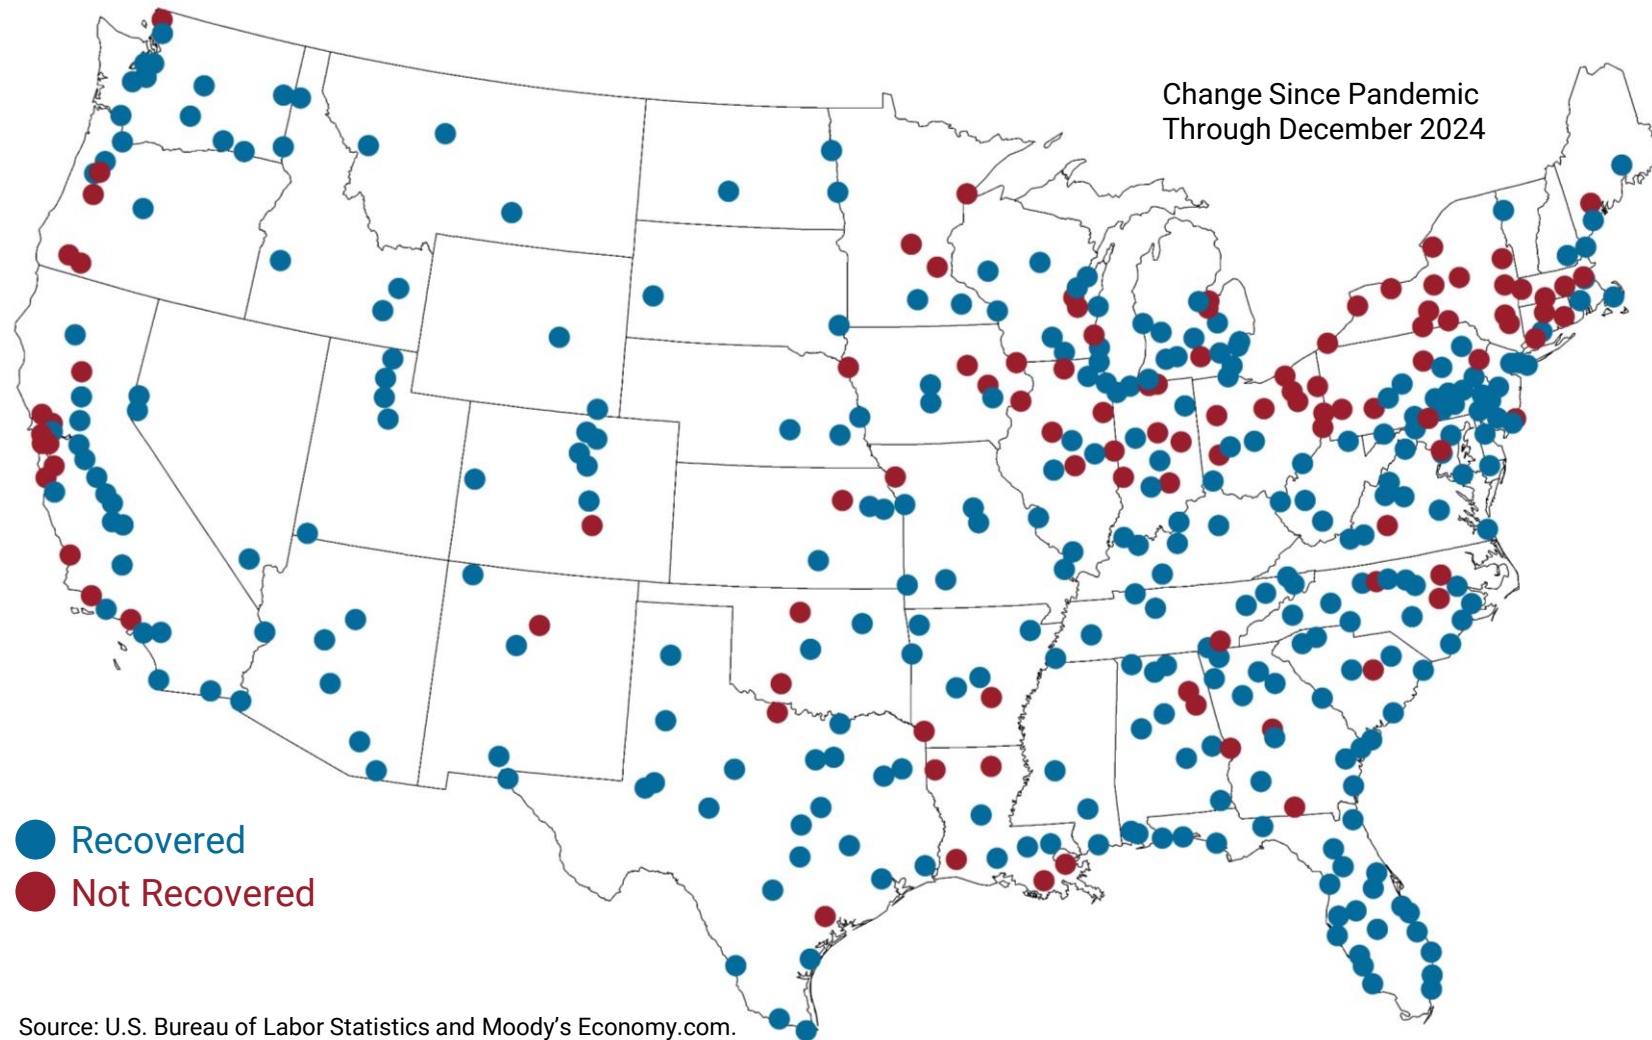 Change Since Pandemic
Through December 2024
Recovered
Not Recovered
Source: U.S. Bureau of Labor Statistics and Moody’s Economy.com.